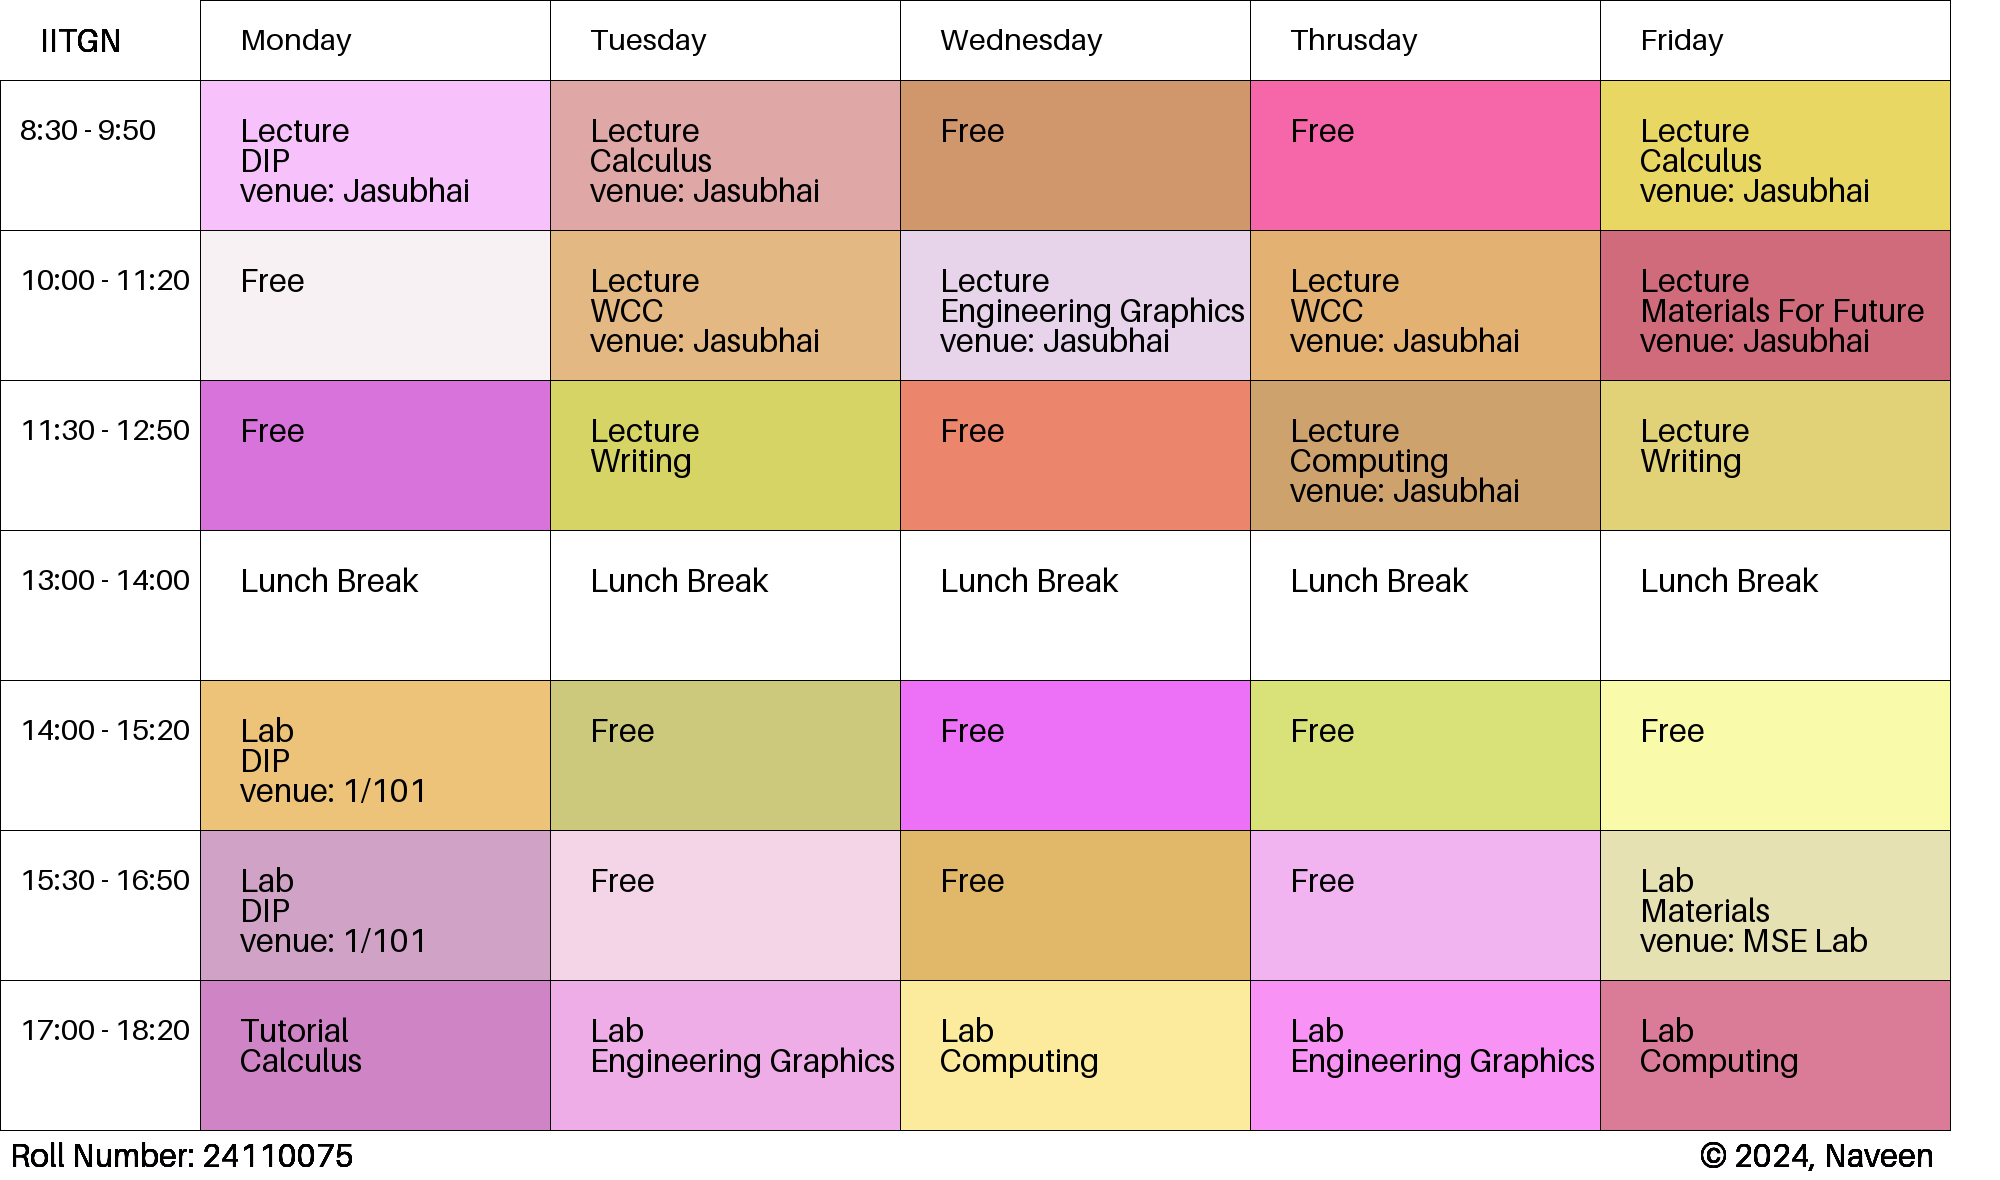 IITGN
Monday
Tuesday
Wednesday
Thrusday
Friday
8:30 - 9:50
Lecture
DIP
venue: Jasubhai
Lecture
Calculus
venue: Jasubhai
Free
Free
Lecture
Calculus
venue: Jasubhai
10:00 - 11:20
Free
Lecture
WCC
venue: Jasubhai
Lecture
Engineering Graphics
venue: Jasubhai
Lecture
WCC
venue: Jasubhai
Lecture
Materials For Future
venue: Jasubhai
11:30 - 12:50
Free
Lecture
Writing
Free
Lecture
Computing
venue: Jasubhai
Lecture
Writing
13:00 - 14:00
Lunch Break
Lunch Break
Lunch Break
Lunch Break
Lunch Break
14:00 - 15:20
Lab
DIP
venue: 1/101
Free
Free
Free
Free
15:30 - 16:50
Lab
DIP
venue: 1/101
Free
Free
Free
Lab
Materials
venue: MSE Lab
17:00 - 18:20
Tutorial
Calculus
Lab
Engineering Graphics
Lab
Computing
Lab
Engineering Graphics
Lab
Computing
Roll Number: 24110075
© 2024, Naveen